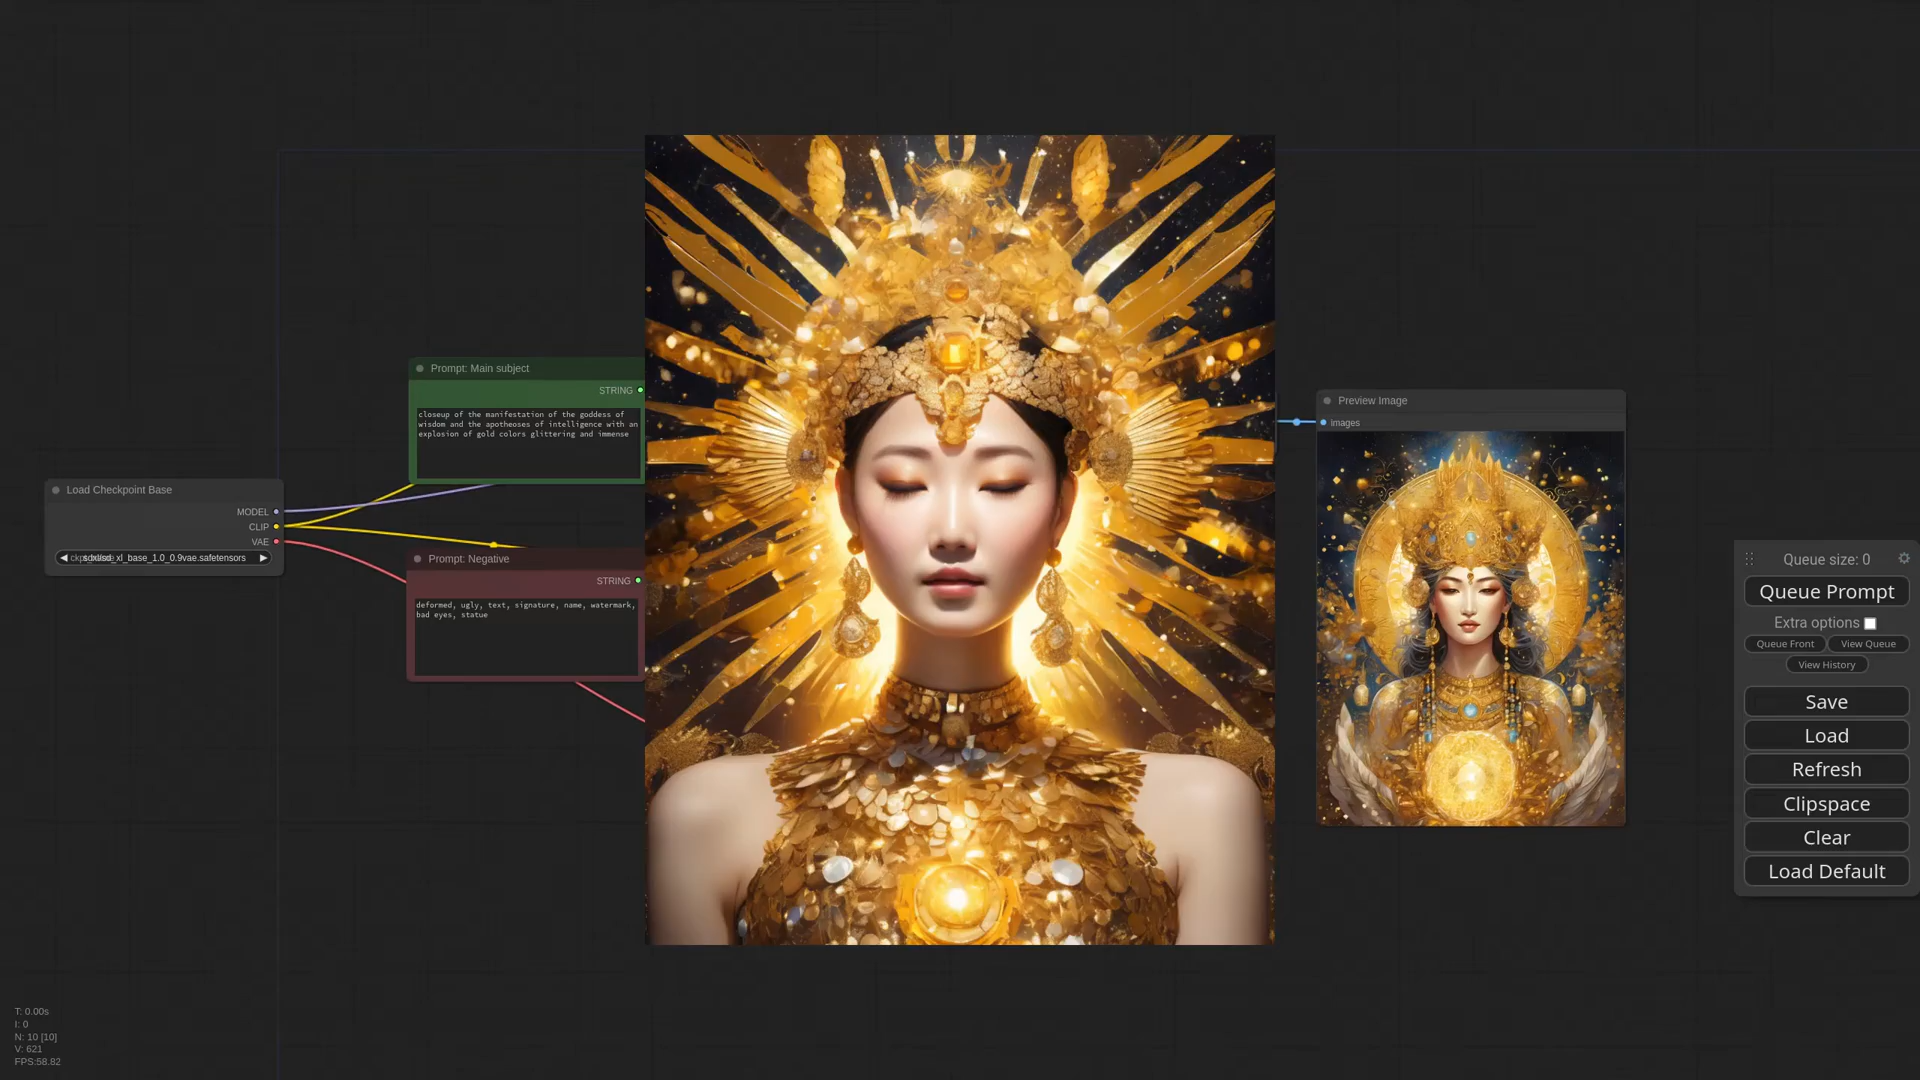 Prompt: Main subject
STRING
closeup of the manifestation of the goddess of
wisdom and the apotheoses of intelligence with an
explosion of gold colors glittering and immense
Load Checkpoint Base
MODEL
CLIP
VAE
xl_base_1.0_0.9vae.safetensors
Prompt: Negative
STRING
deformed, ugly, text, signature, name, watermark,
bad eyes, statue
Preview Image
images
Queue size: 0
Queue Prompt
Extra options
Queue Front
View Queue
View History
Save
Load
Refresh
Clipspace
Clear
Load Default
T: 0.00s
I: 0
N: 10 [10]
V: 621
FPS:58.82